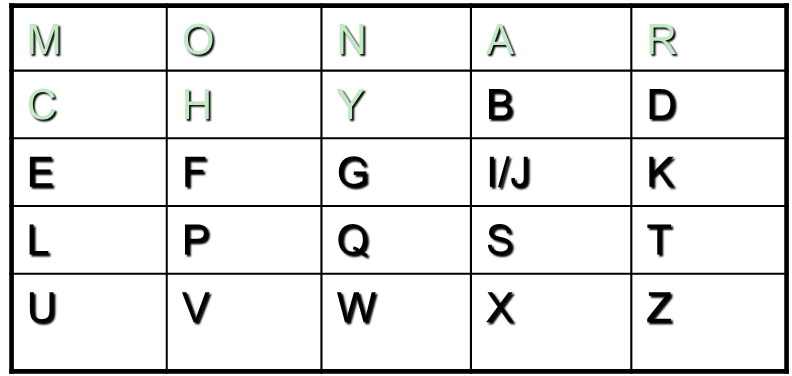 M O N A R
C H Y B D
E F G I/J K
L P Q S T
U V W X Z